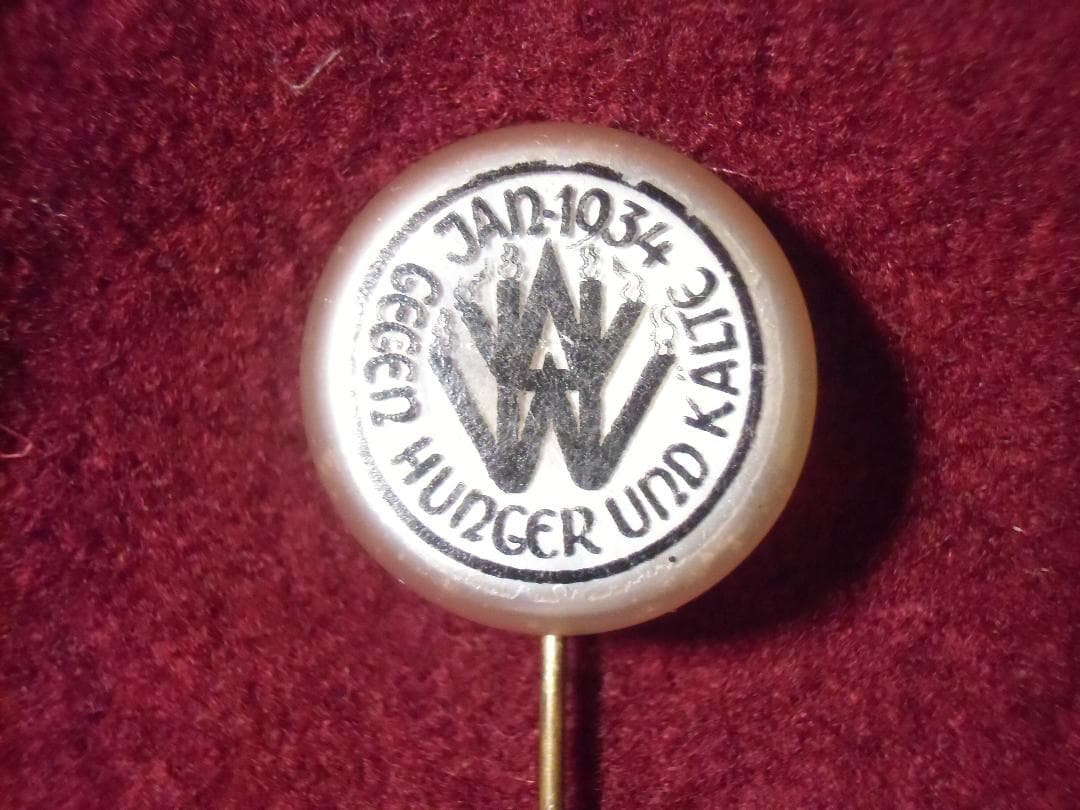 JAN·1934
GEGEN HUNGER UND KÄLTE